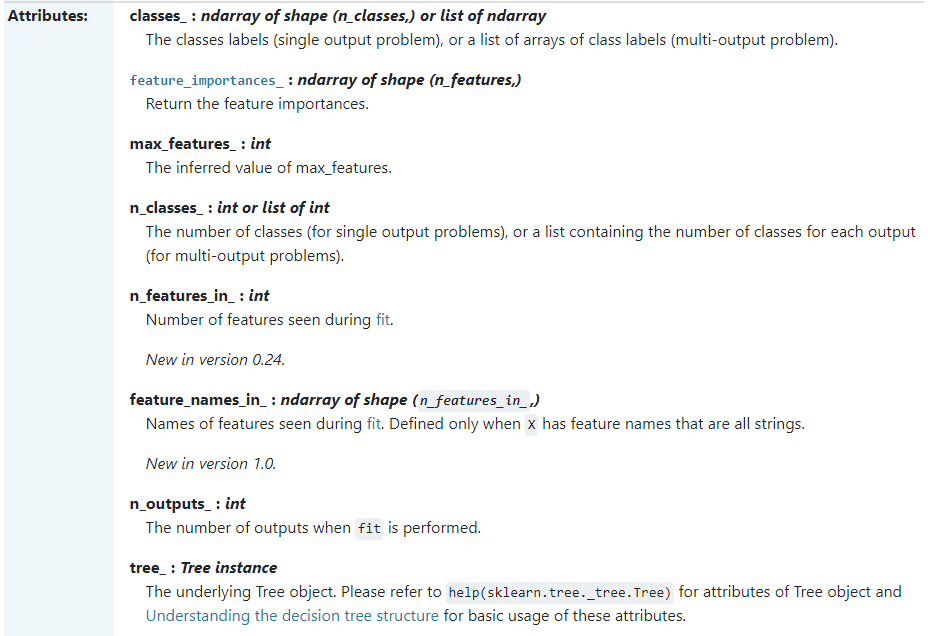 Attributes:
classes_ : ndarray of shape (n_classes,) or list of ndarray
The classes labels (single output problem), or a list of arrays of class labels (multi-output problem).
feature_importances_ : ndarray of shape (n_features,)
Return the feature importances.
max_features_ : int
The inferred value of max_features.
n_classes_ : int or list of int
The number of classes (for single output problems), or a list containing the number of classes for each output
(for multi-output problems).
n_features_in_ : int
Number of features seen during fit.
New in version 0.24.
feature_names_in_ : ndarray of shape (n_features_in_,)
Names of features seen during fit. Defined only when X has feature names that are all strings.
New in version 1.0.
n_outputs_ : int
The number of outputs when fit is performed.
tree_ : Tree instance
The underlying Tree object. Please refer to help(sklearn.tree._tree.Tree) for attributes of Tree object and
Understanding the decision tree structure for basic usage of these attributes.